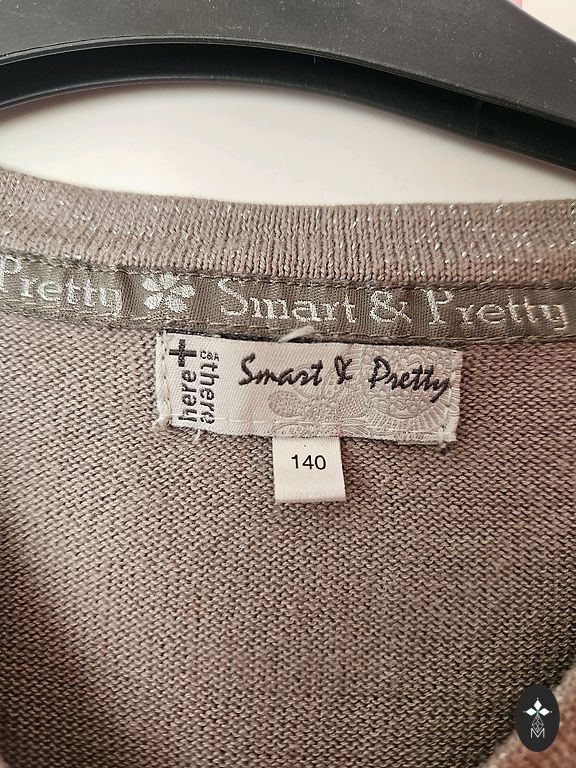 Pretty Smart & Pretty
here+there
C&A
Smart & Pretty
140
M